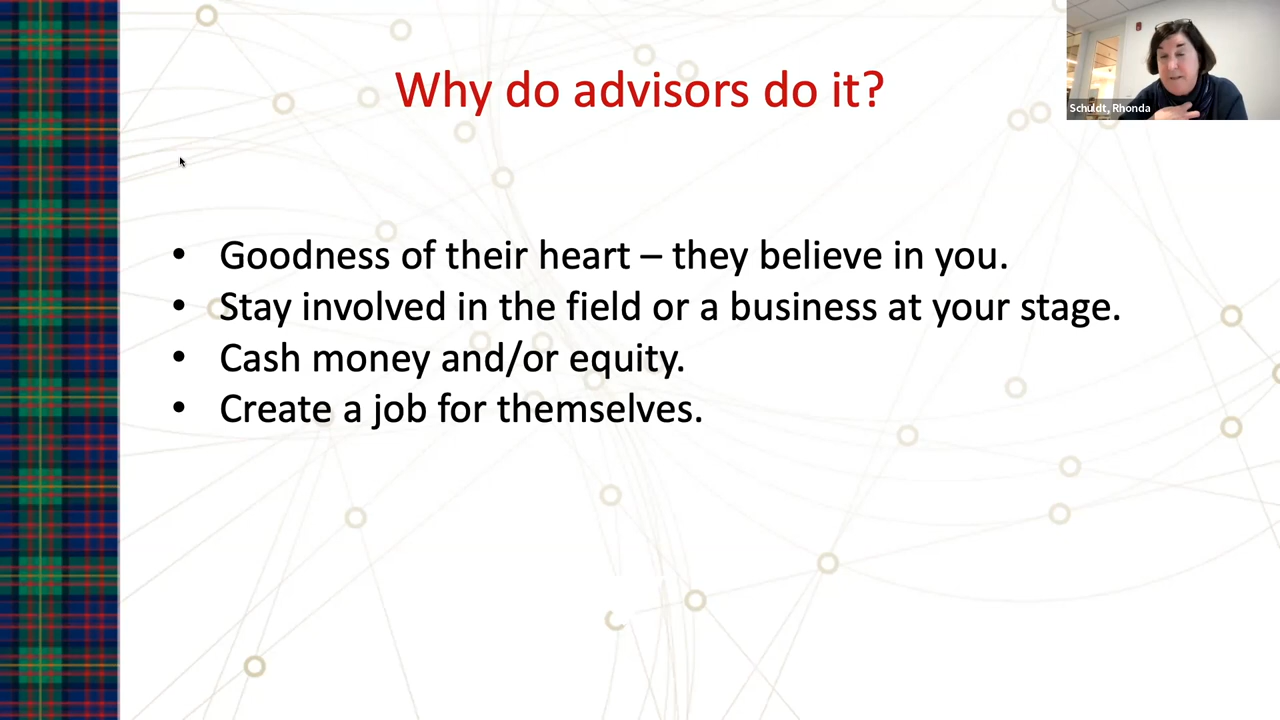 Why do advisors do it?
Schuldt, Rhonda
• Goodness of their heart – they believe in you.
• Stay involved in the field or a business at your stage.
• Cash money and/or equity.
• Create a job for themselves.